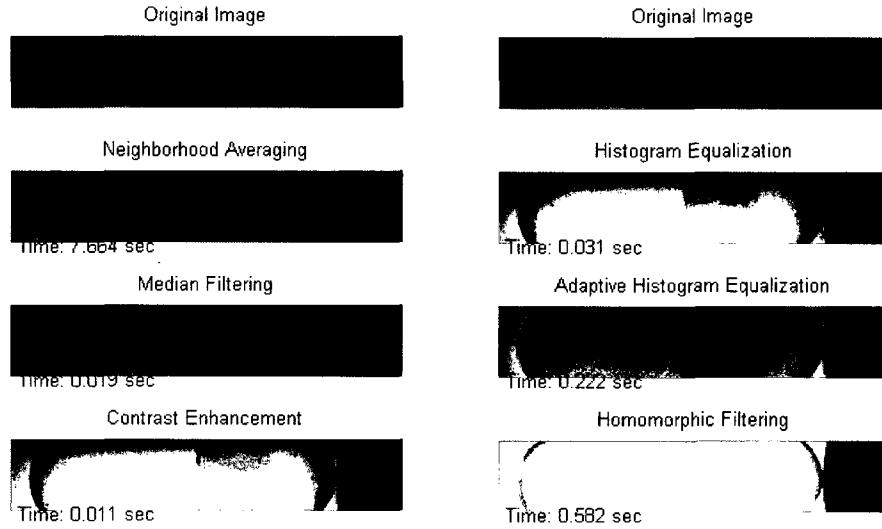 Original Image
Neighborhood Averaging
Time: 7.664 sec
Median Filtering
Time: 0.019 sec
Contrast Enhancement
Time: 0.011 sec
Original Image
Histogram Equalization
Time: 0.031 sec
Adaptive Histogram Equalization
Time: 0.222 sec
Homomorphic Filtering
Time: 0.582 sec